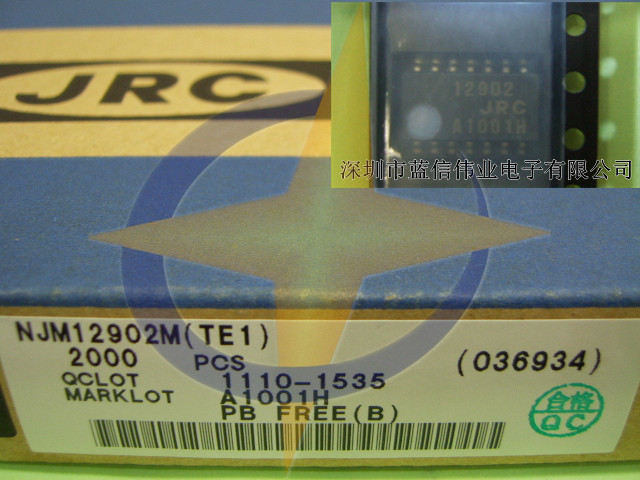 JRC
12902
JRC
A1001H
深圳市蓝信伟业电子有限公司
NJM12902M(TE1)
2000 PCS (036934)
QCLOT 1110-1535
MARKLOT A1001H
PB FREE(B)
合格
QC